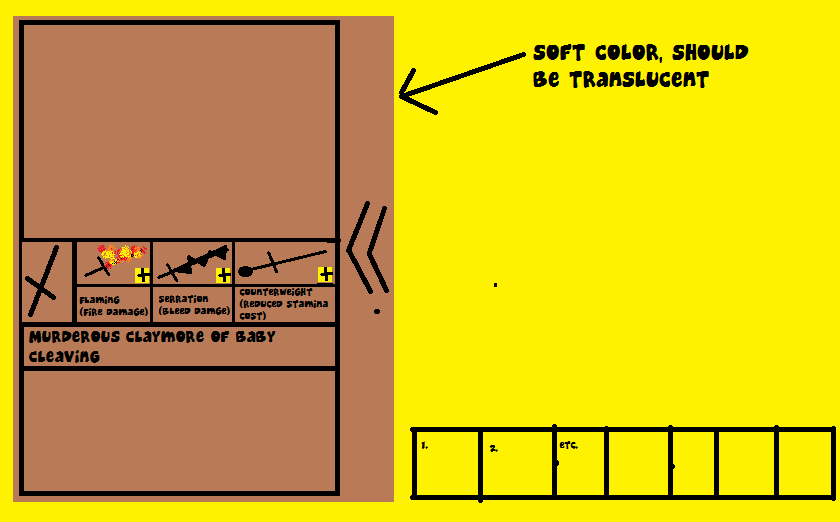 SOFT COLOR, SHOULD
BE TRANSLUCENT
FLAMING
(FIRE DAMAGE)
SERRATION
(BLEED DAMGE)
COUNTERWEIGHT
(REDUCED STAMINA
COST)
MURDEROUS CLAYMORE OF BABY
CLEAVING
1.
2.
ETC.